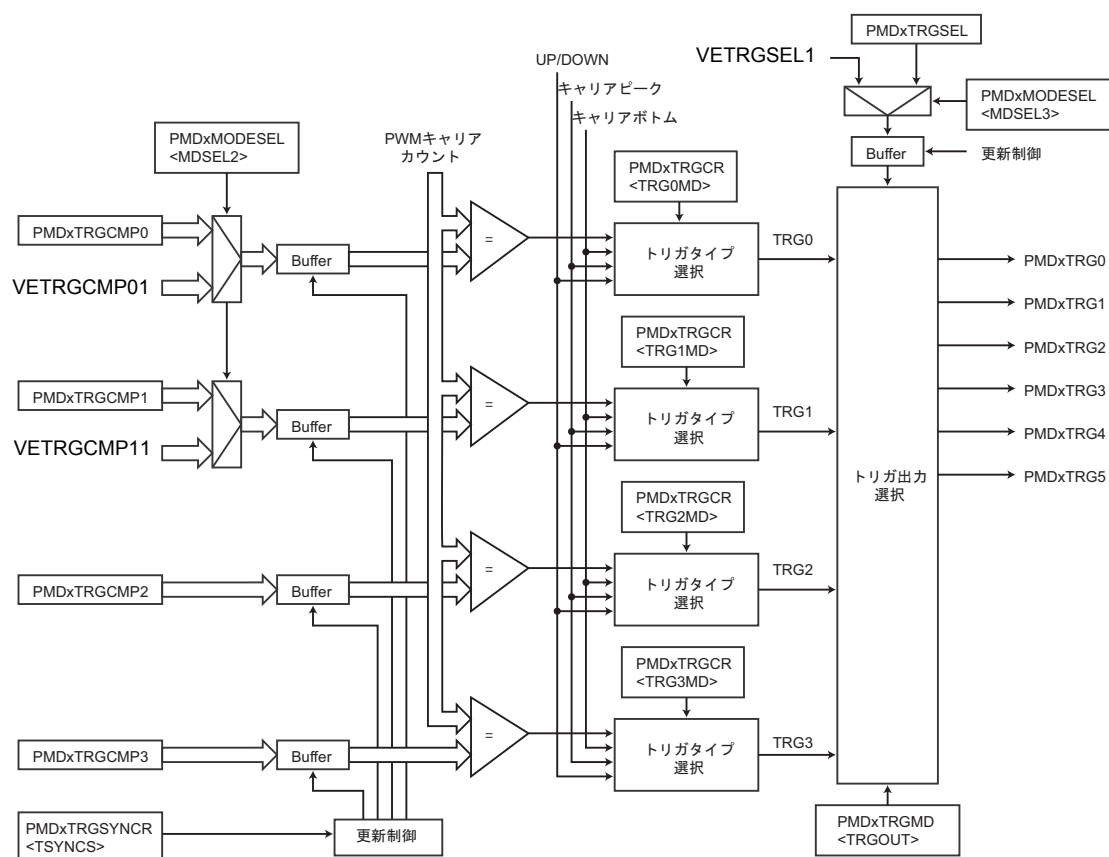 PMDxTRGSEL
VETRGSEL1
UP/DOWN
キャリアピーク
キャリアボトム
PMDxMODESEL
<MDSEL3>
PMDxMODESEL
<MDSEL2>
PWMキャリア
カウント
Buffer
更新制御
PMDxTRGCR
<TRG0MD>
PMDxTRGCMP0
=
トリガタイプ
選択
TRG0
Buffer
VETRGCMP01
PMDxTRG0
PMDxTRG1
PMDxTRGCR
<TRG1MD>
PMDxTRG2
PMDxTRGCMP1
=
トリガタイプ
選択
TRG1
PMDxTRG3
Buffer
VETRGCMP11
PMDxTRG4
トリガ出力
選択
PMDxTRG5
PMDxTRGCR
<TRG2MD>
PMDxTRGCMP2
Buffer
=
トリガタイプ
選択
TRG2
PMDxTRGCR
<TRG3MD>
PMDxTRGCMP3
Buffer
=
トリガタイプ
選択
TRG3
PMDxTRGSYNCR
<TSYNCS>
更新制御
PMDxTRGMD
<TRGOUT>